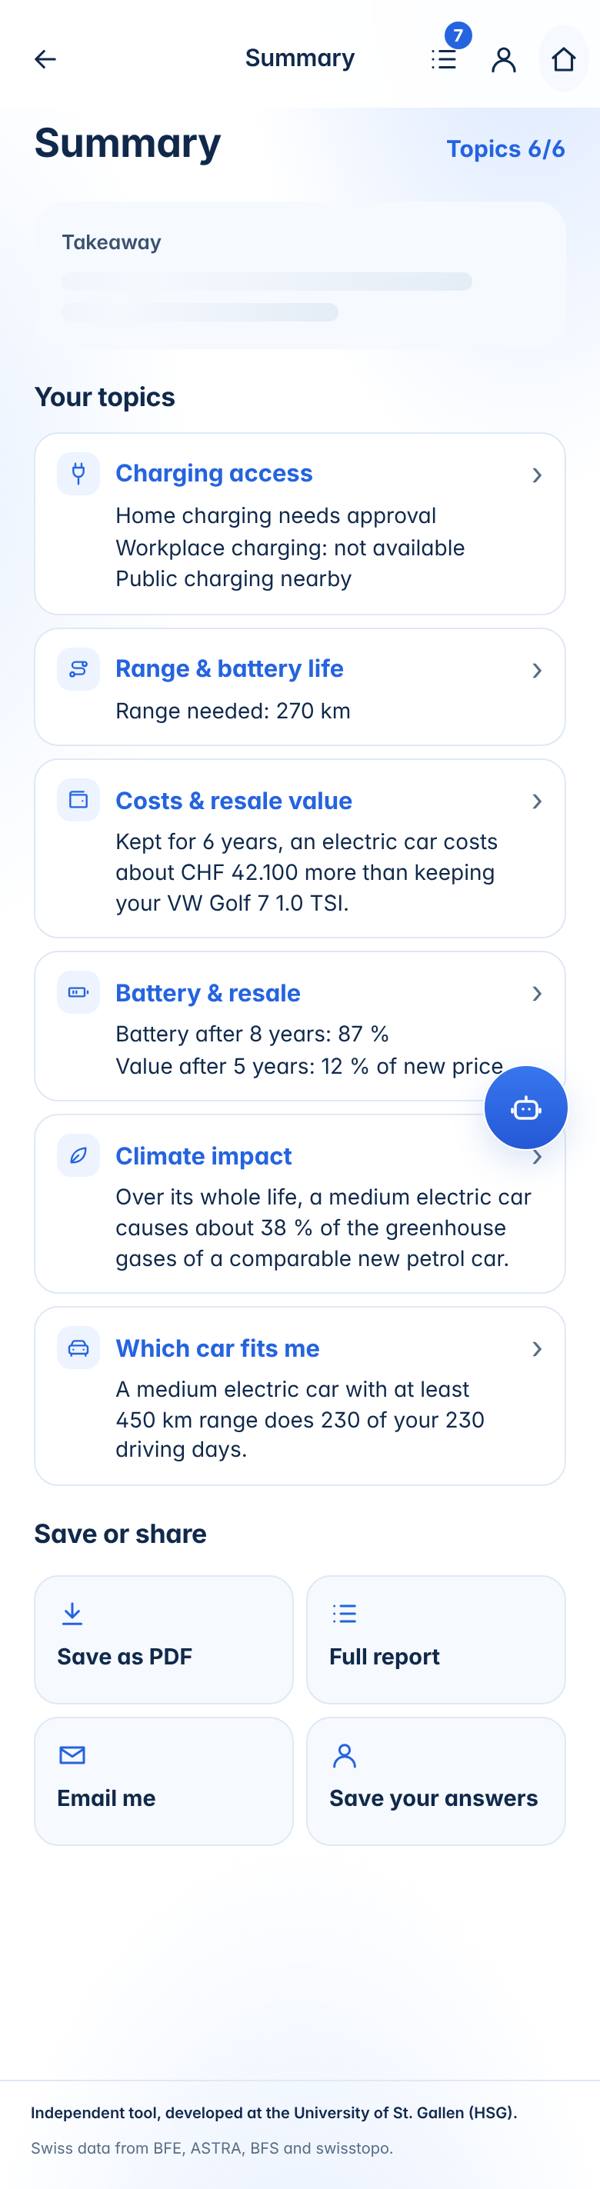 7
Summary
Summary
Topics 6/6
Takeaway
Your topics
Charging access
Home charging needs approval
Workplace charging: not available
Public charging nearby
Range & battery life
Range needed: 270 km
Costs & resale value
Kept for 6 years, an electric car costs
about CHF 42.100 more than keeping
your VW Golf 7 1.0 TSI.
Battery & resale
Battery after 8 years: 87 %
Value after 5 years: 12 % of new price
Climate impact
Over its whole life, a medium electric car
causes about 38 % of the greenhouse
gases of a comparable new petrol car.
Which car fits me
A medium electric car with at least
450 km range does 230 of your 230
driving days.
Save or share
Save as PDF
Full report
Email me
Save your answers
Independent tool, developed at the University of St. Gallen (HSG).
Swiss data from BFE, ASTRA, BFS and swisstopo.